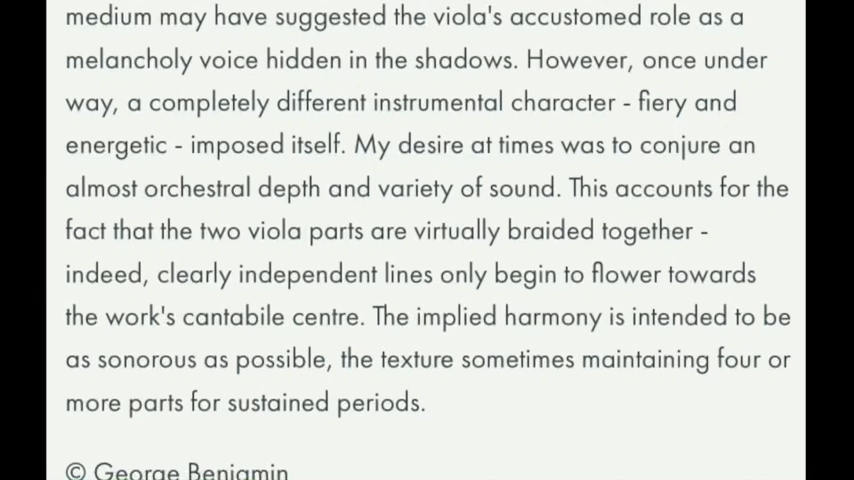 medium may have suggested the viola's accustomed role as a
melancholy voice hidden in the shadows. However, once under
way, a completely different instrumental character - fiery and
energetic - imposed itself. My desire at times was to conjure an
almost orchestral depth and variety of sound. This accounts for the
fact that the two viola parts are virtually braided together -
indeed, clearly independent lines only begin to flower towards
the work's cantabile centre. The implied harmony is intended to be
as sonorous as possible, the texture sometimes maintaining four or
more parts for sustained periods.
© George Benjamin